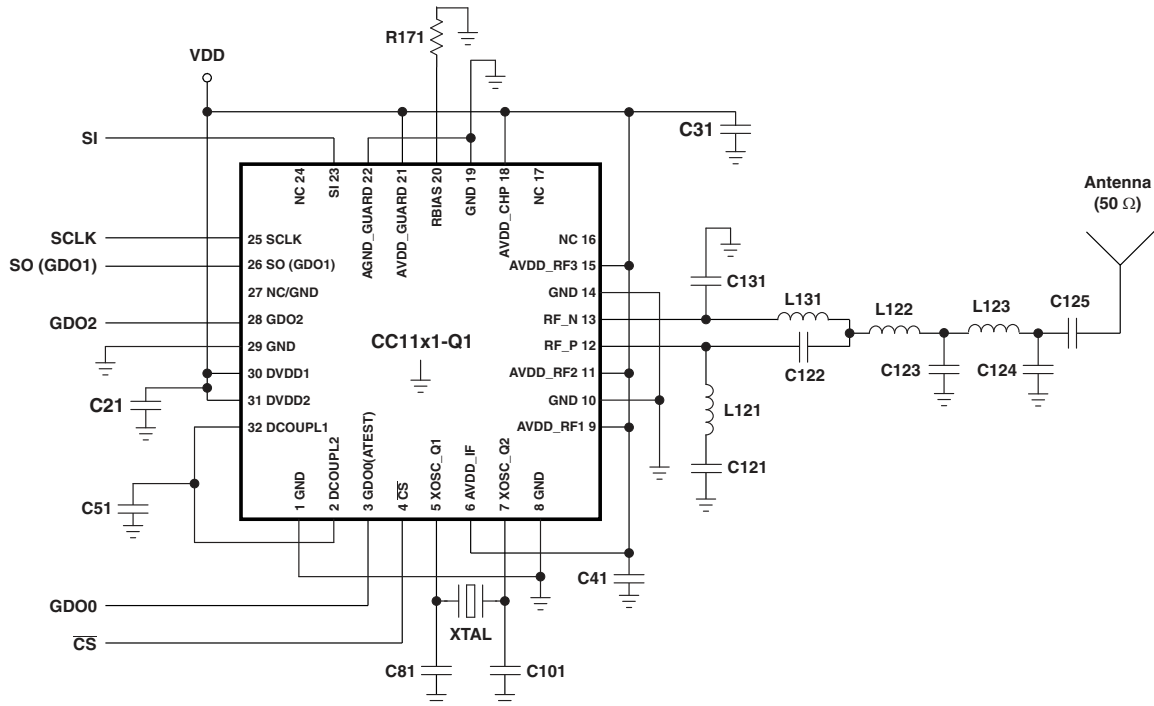 R171
VDD
C31
SI
NC 24
SI 23
AGND_GUARD 22
AVDD_GUARD 21
RBIAS 20
GND 19
AVDD_CHP 18
NC 17
Antenna
(50 Ω)
SCLK
25 SCLK
NC 16
SO (GDO1)
26 SO (GDO1)
AVDD_RF3 15
C131
27 NC/GND
GND 14
L131
L122
L123
C125
GDO2
28 GDO2
RF_N 13
CC11x1-Q1
29 GND
RF_P 12
C122
C123
C124
30 DVDD1
AVDD_RF2 11
C21
31 DVDD2
GND 10
L121
32 DCOUPL1
AVDD_RF1 9
C121
C51
1 GND
2 DCOUPL2
3 GDO0(ATEST)
4 C̅S̅
5 XOSC_Q1
6 AVDD_IF
7 XOSC_Q2
8 GND
C41
GDO0
XTAL
C̅S̅
C81
C101